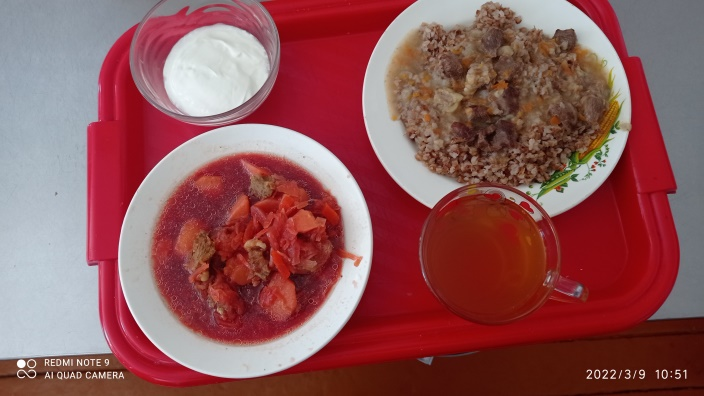 REDMI NOTE 9
AI QUAD CAMERA
2022/3/9 10:51